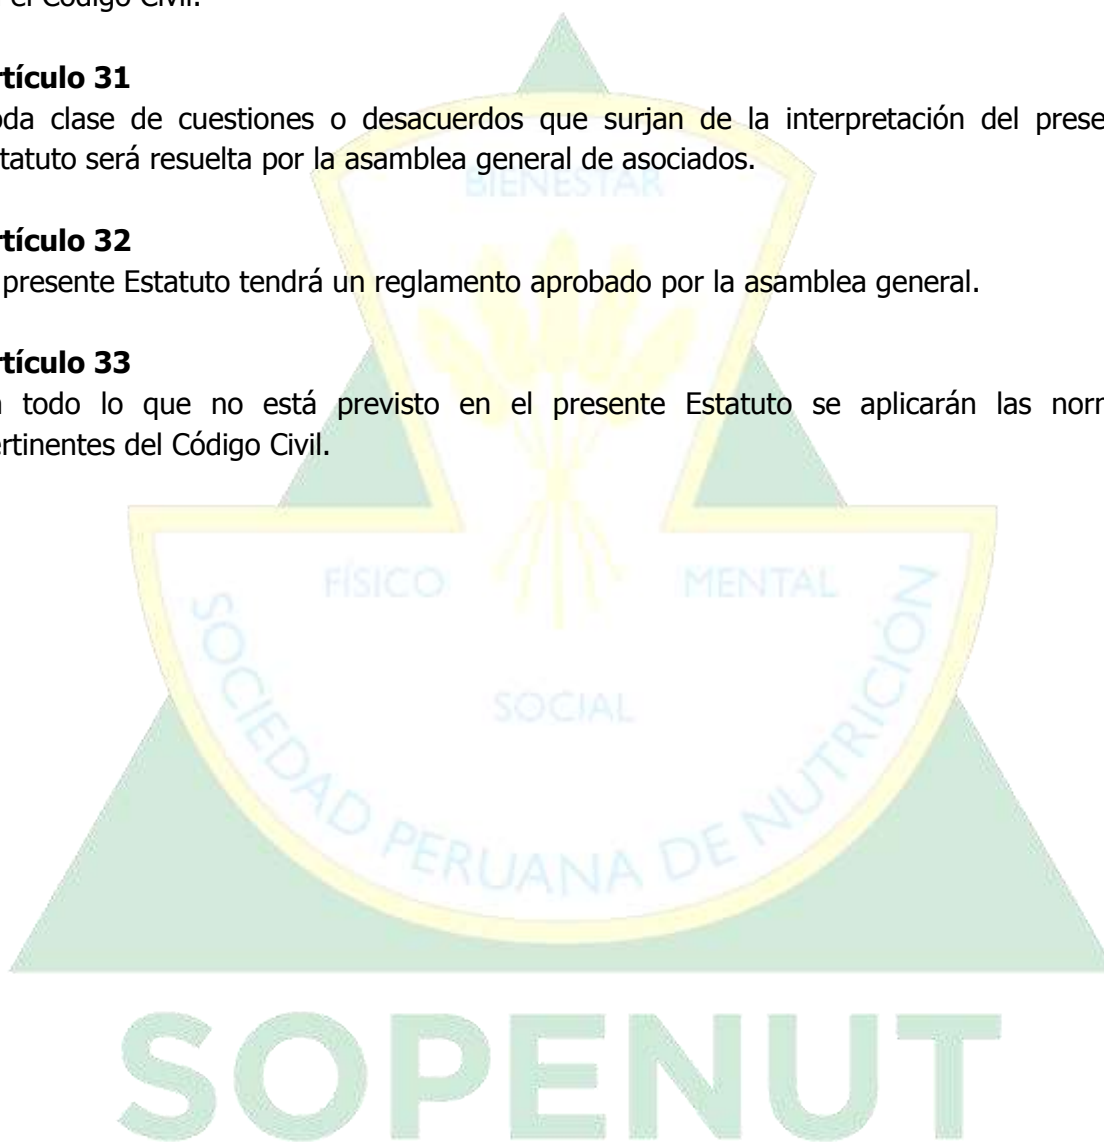 el Código Civil.
rtículo 31
oda clase de cuestiones o desacuerdos que surjan de la interpretación del prese
tatuto será resuelta por la asamblea general de asociados.
rtículo 32
presente Estatuto tendrá un reglamento aprobado por la asamblea general.
rtículo 33
todo lo que no está previsto en el presente Estatuto se aplicarán las norr
ertinentes del Código Civil.
BIENESTAR
FÍSICO
MENTAL
SOCIAL
SOCIEDAD PERUANA DE NUTRICIÓN
SOPENUT